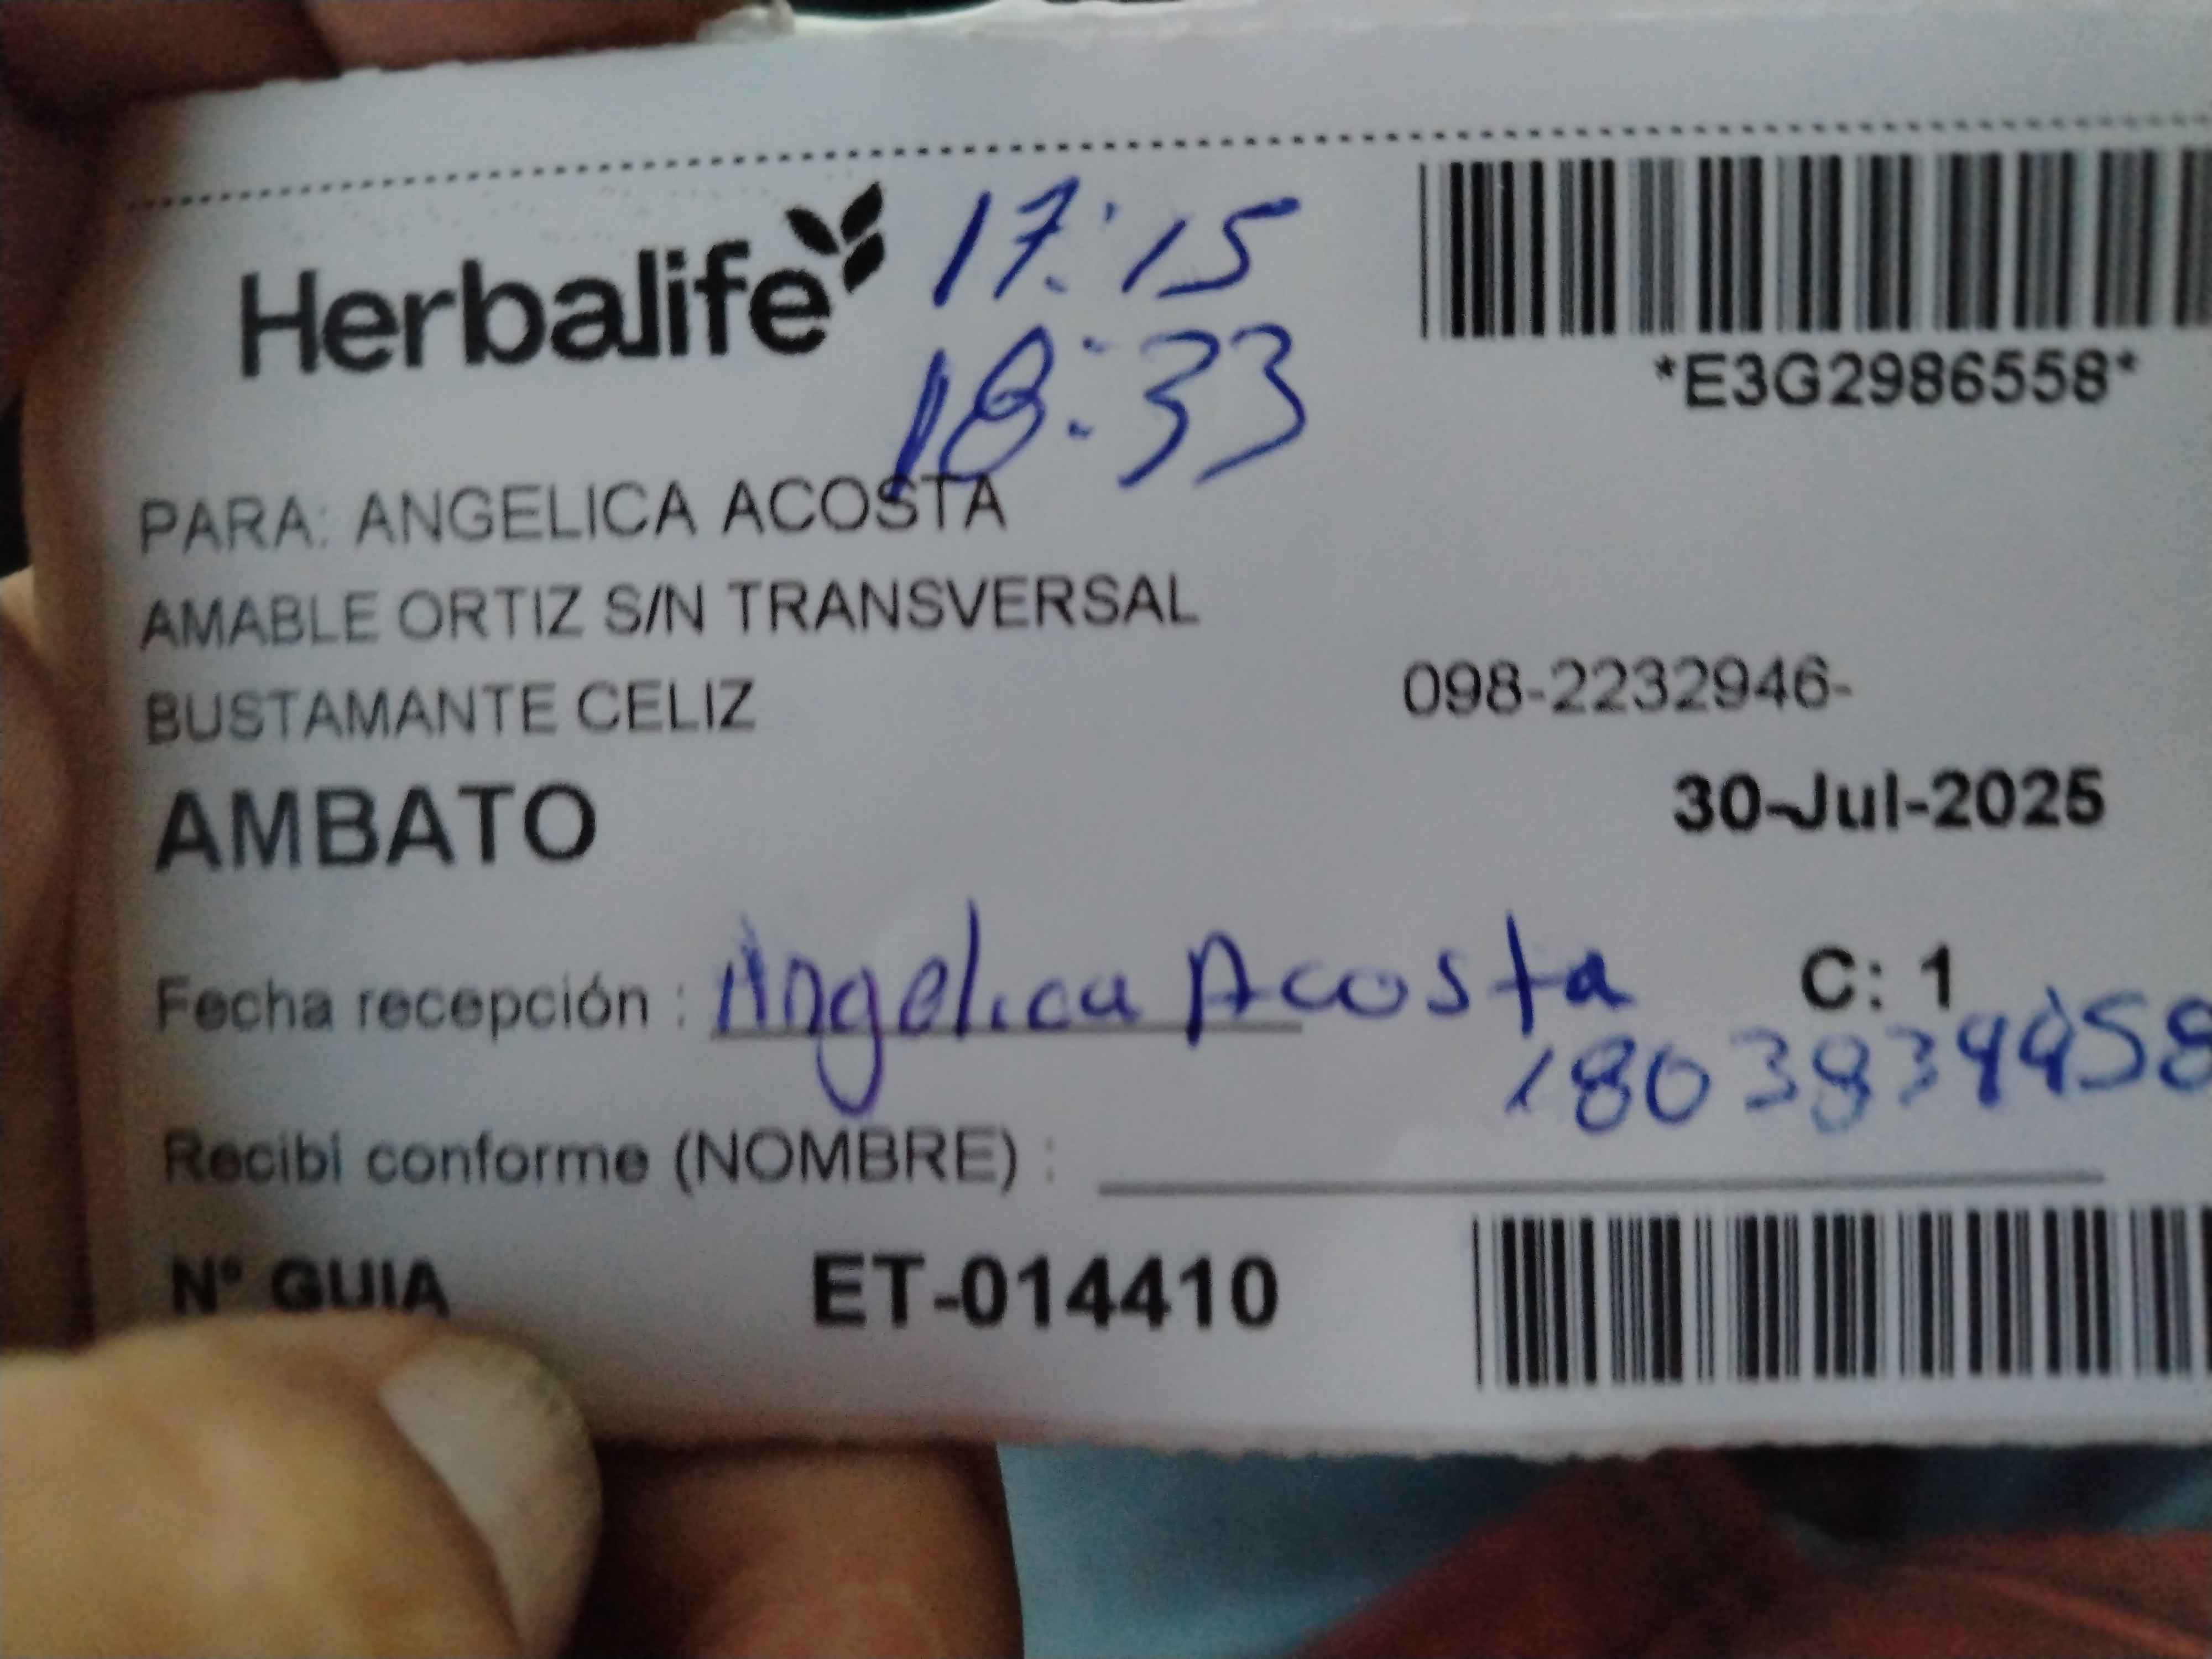 Herbalife
17:15
18:33
*E3G2986558*
PARA: ANGELICA ACOSTA
AMABLE ORTIZ S/N TRANSVERSAL
BUSTAMANTE CELIZ
098-2232946-
AMBATO
30-Jul-2025
Fecha recepción : Angelica Acosta
C: 1
Recibí conforme (NOMBRE) :
N° GUIA ET-014410